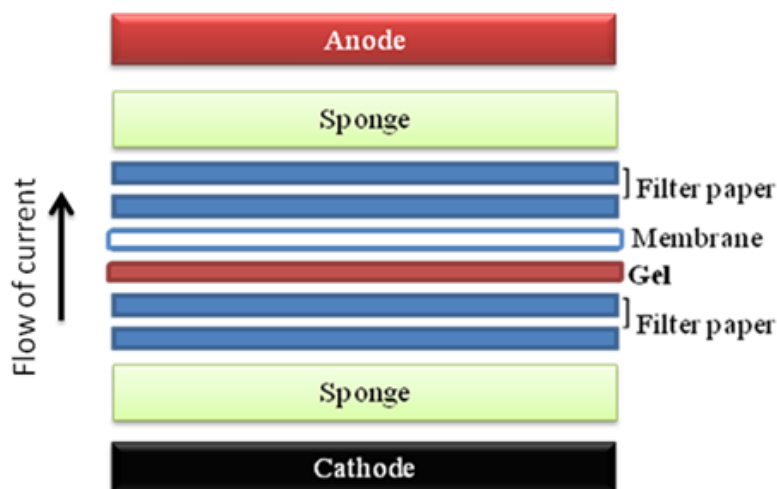 Anode
Sponge
Filter paper
Membrane
Gel
Filter paper
Sponge
Cathode
Flow of current